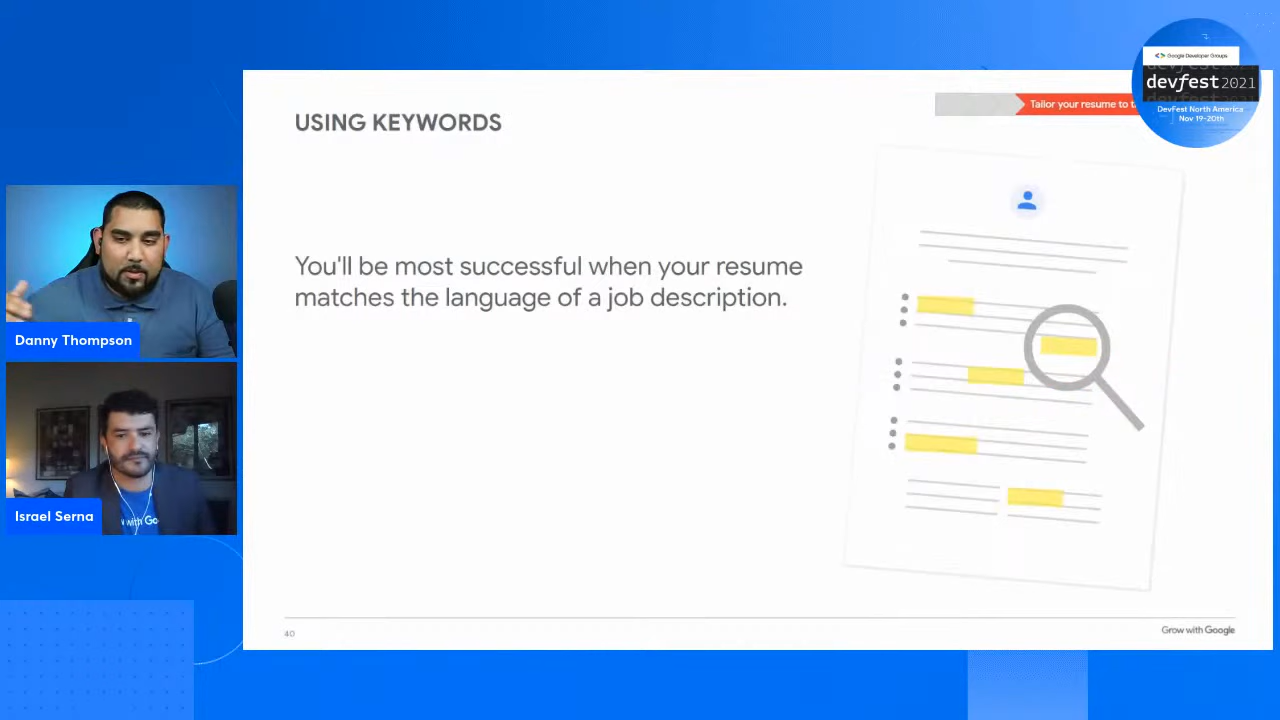 USING KEYWORDS
Tailor your resume to t
Google Developer Groups
devfest 2021
DevFest North America
Nov 19-20th
You'll be most successful when your resume
matches the language of a job description.
Danny Thompson
with Go
Israel Serna
40
Grow with Google